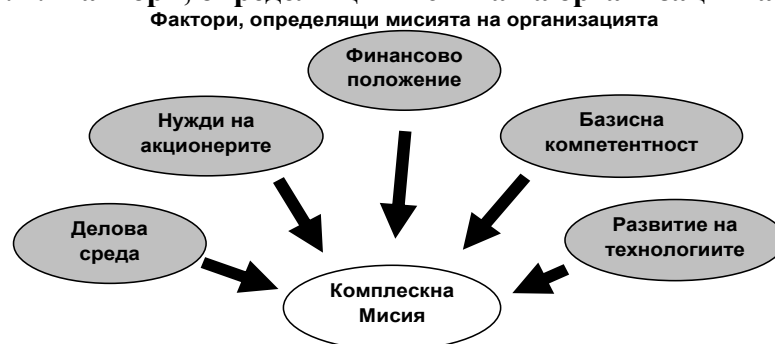 Фактори, определящи мисията на организацията
Финансово
положение
Нужди на
акционерите
Базисна
компетентност
Делова
среда
Развитие на
технологиите
Комплескна
Мисия